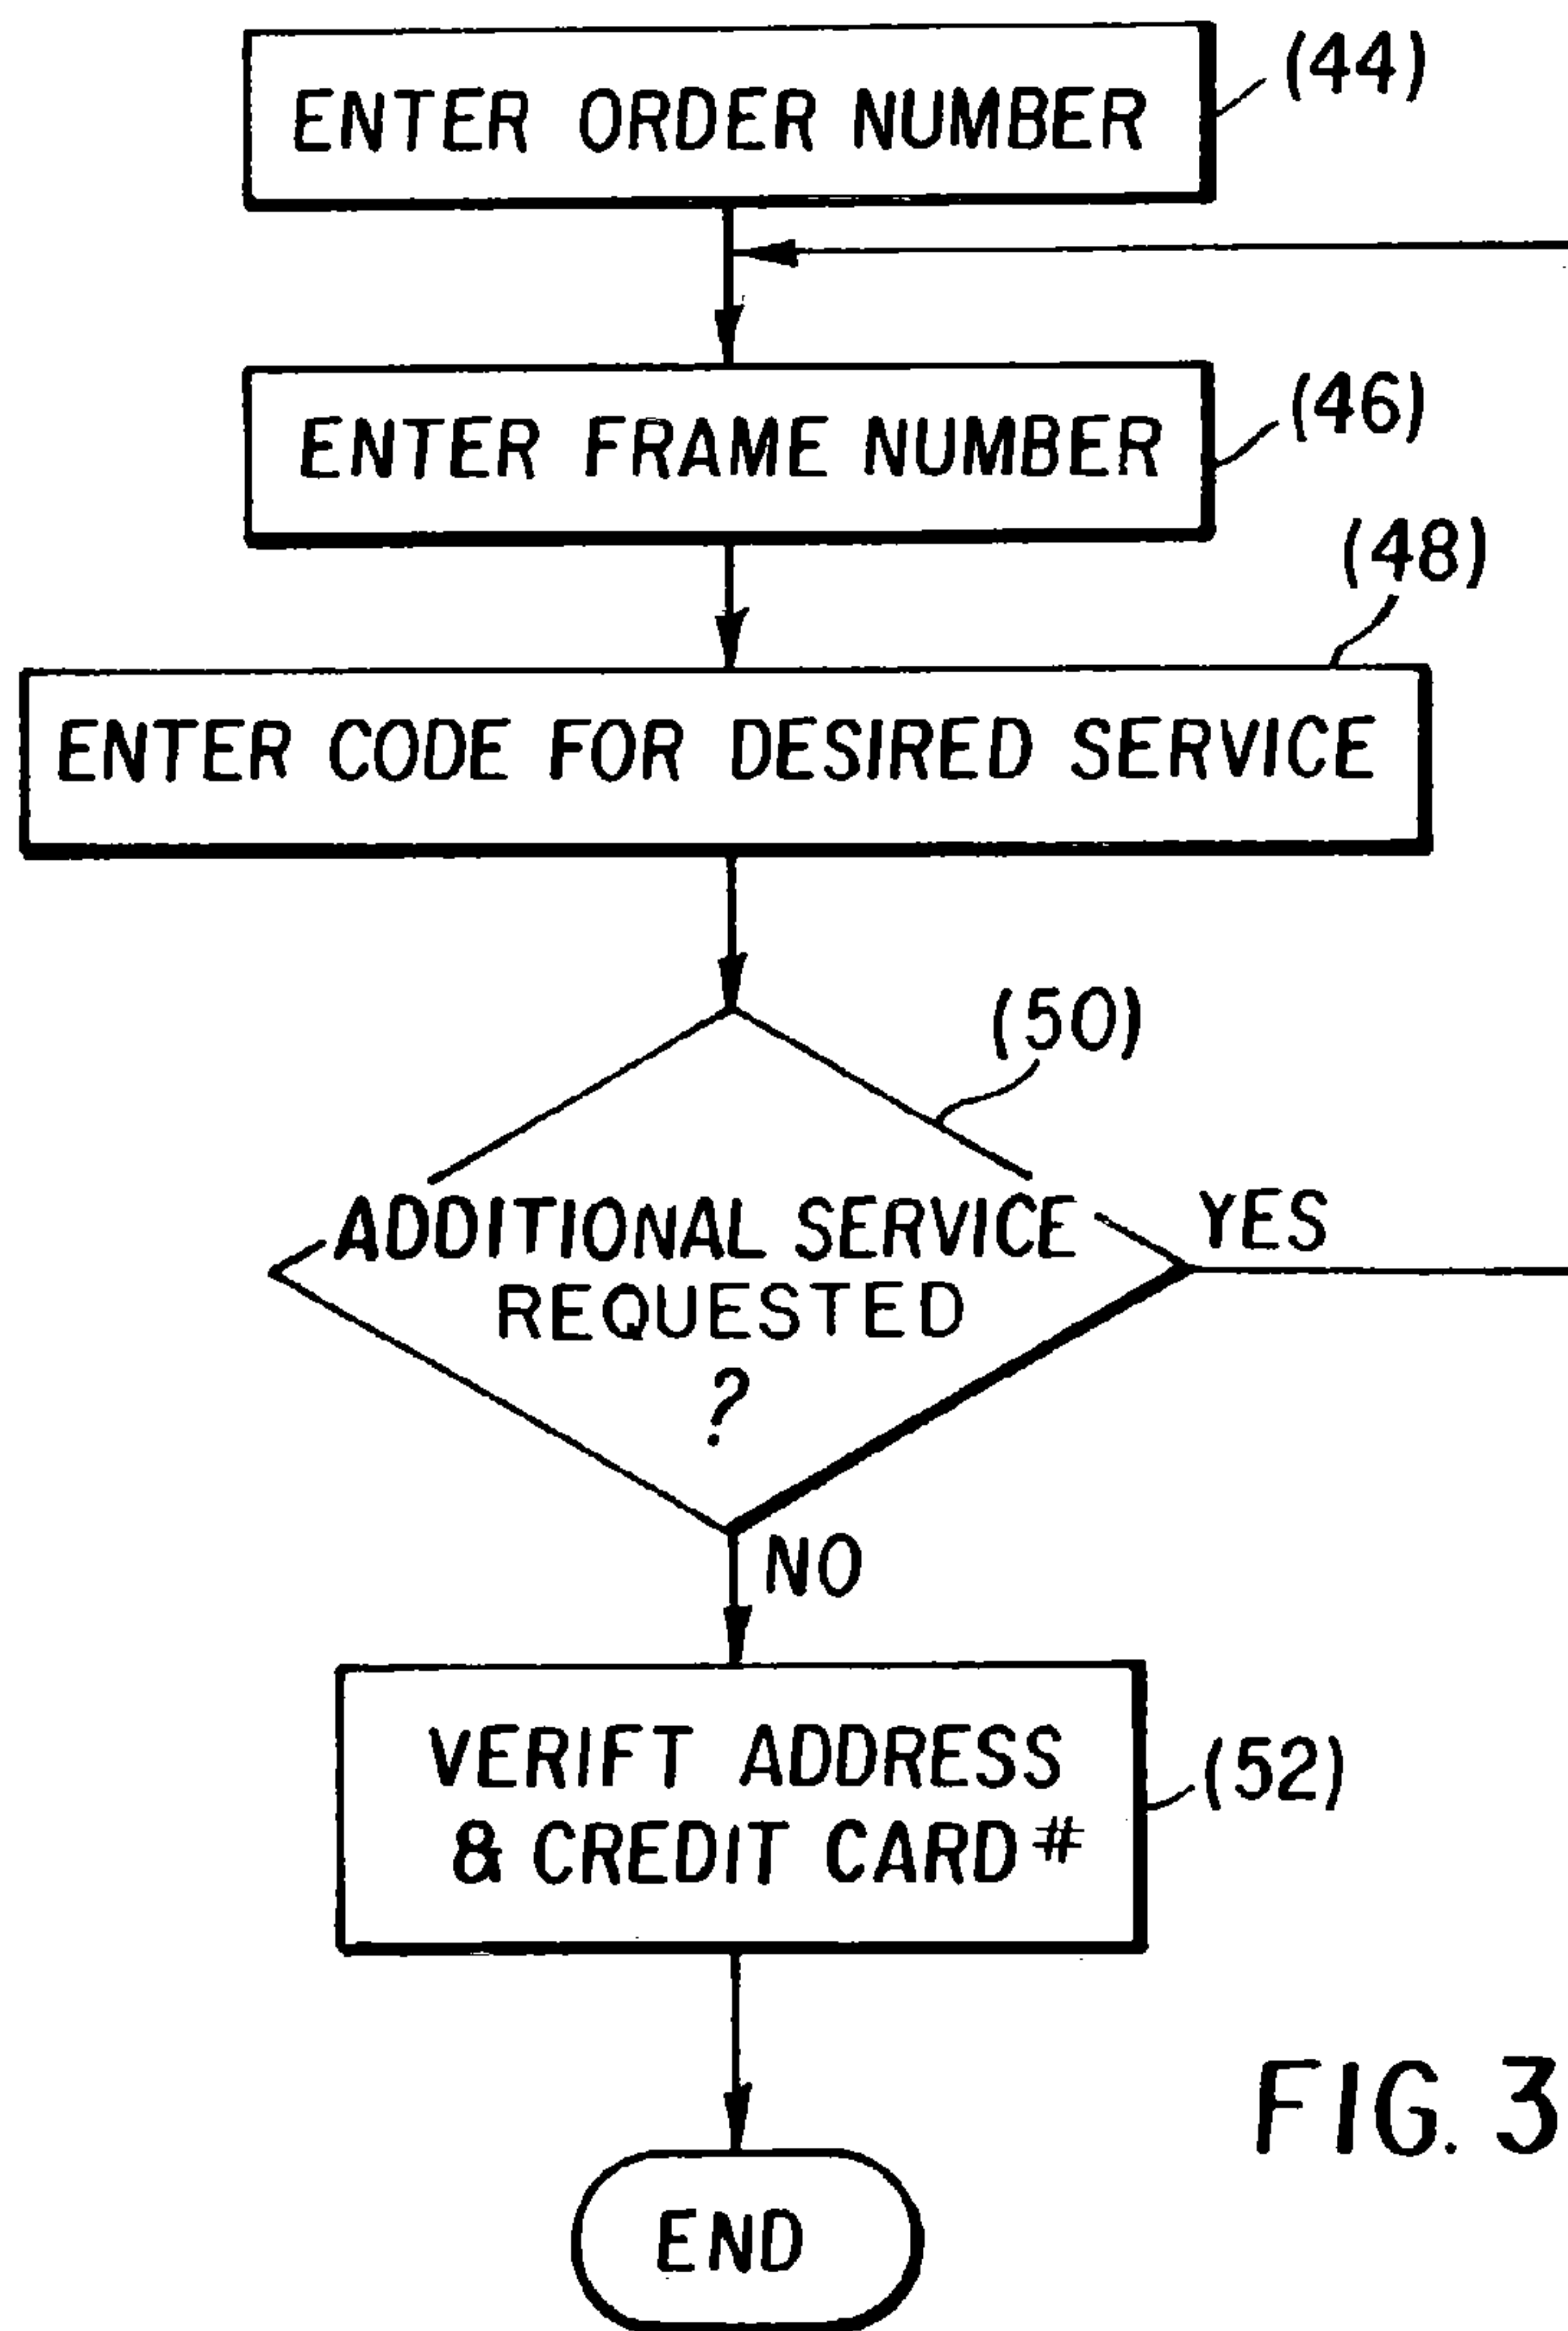 ENTER ORDER NUMBER
(44)
ENTER FRAME NUMBER
(46)
(48)
ENTER CODE FOR DESIRED SERVICE
(50)
ADDITIONAL SERVICE
REQUESTED
?
YES
NO
VERIFT ADDRESS
& CREDIT CARD #
(52)
FIG. 3
END